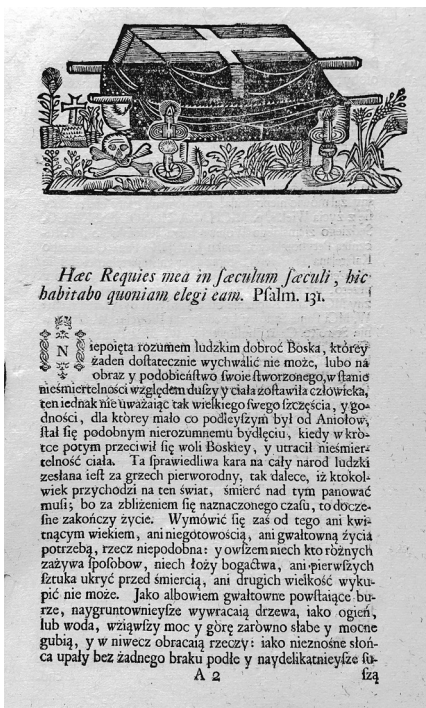 Hæc Requies mea in ſæculum ſæculi, hic
habitabo quoniam elegi eam. Pſalm. 131.
Niepoięta rozumem ludzkim dobroć Boska, ktorey
żaden doſtatecznie wychwalić nie może, lubo na
obraz y podobieńſtwo ſwoie ſtworzonego, w ſtanie
nieśmiertelności względem duſzy y ciała zoſtawiła człowieka,
ten iednak nie uważaiąc tak wielkiego ſwego ſzczęścia, y go-
dności, dla ktorey mało co podleyſzym był od Aniołow,
ſtał ſię podobnym nierozumnemu bydlęciu, kiedy w kro-
tce potym przeciwił ſię woli Boskiey, y utracił nieśmier-
telność ciała. Ta ſprawiedliwa kara na cały narod ludzki
zesłana ieſt za grzech pierworodny, tak dalece, iż ktokol-
wiek przychodzi na ten świat, śmierć nad tym panować
muſi; bo za zbliżeniem ſię naznaczonego czaſu, to docze-
ſne zakończy życie. Wymówić ſię zaś od tego ani kwi-
tnącym wiekiem, ani niegotowością, ani gwałtowną życia
potrzebą, rzecz niepodobna: y owſzem niech kto rożnych
zażywa ſpoſobow, niech łoży bogactwa, ani pierwſzych
ſztuka ukryć przed śmiercią, ani drugich wielkość wyku-
pić nie może. Jako albowiem gwałtowne powſtaiące bu-
rze, naygruntownieyſze wywracaią drzewa, iako ogień,
lub woda, wziąwſzy moc y gorę zarowno słabe y mocne
gubią, y w niwecz obracaią rzeczy: iako nieznośne słoń-
ca upały bez żadnego braku podłe y naydelikatnieyſze ſu-
A 2 ſzą